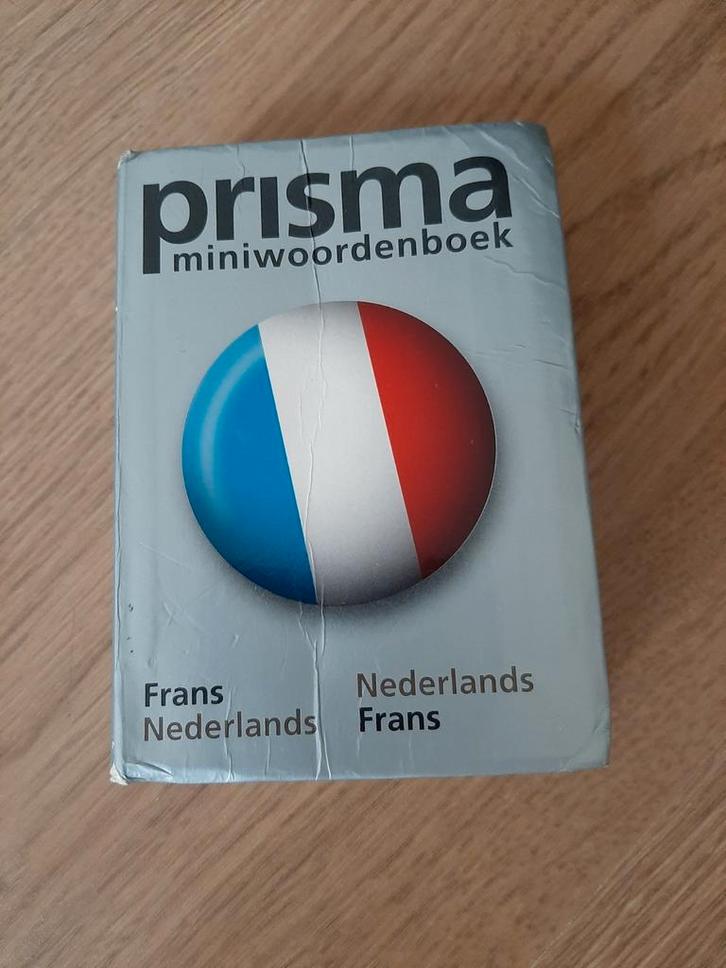 prisma
miniwoordenboek
Frans
Nederlands
Nederlands
Frans